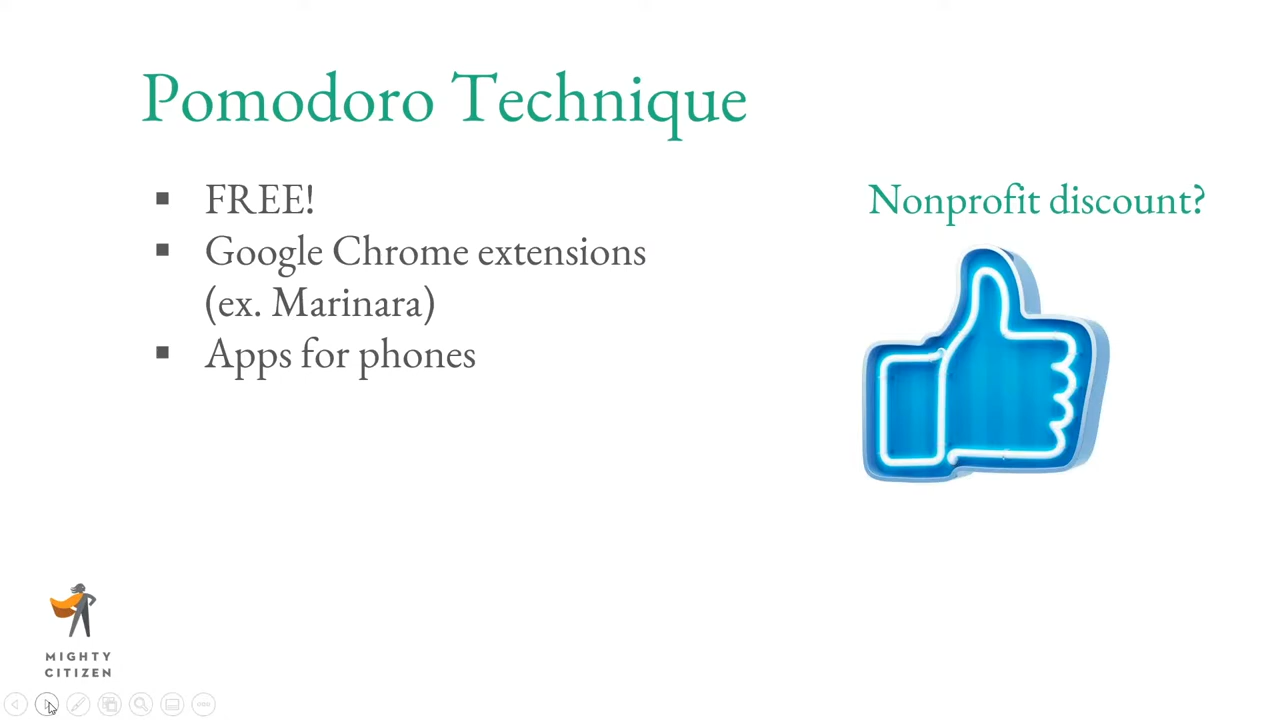 Pomodoro Technique
▪ FREE!
▪ Google Chrome extensions
(ex. Marinara)
▪ Apps for phones
Nonprofit discount?
MIGHTY
CITIZEN